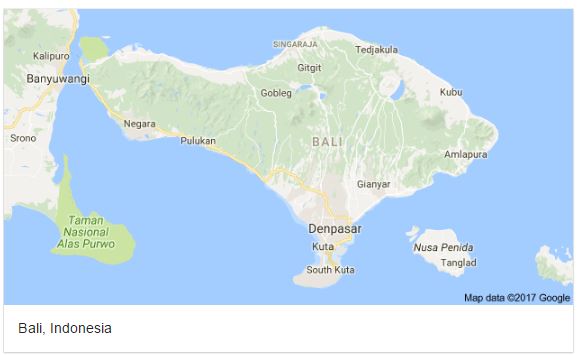 SINGARAJA
Tedjakula
Kalipuro
Gitgit
Banyuwangi
Gobleg
Kubu
Negara
Srono
Pulukan
BALI
Amlapura
Gianyar
Taman
Nasional
Alas Purwo
Denpasar
Kuta
Nusa Penida
Tanglad
South Kuta
Map data ©2017 Google
Bali, Indonesia